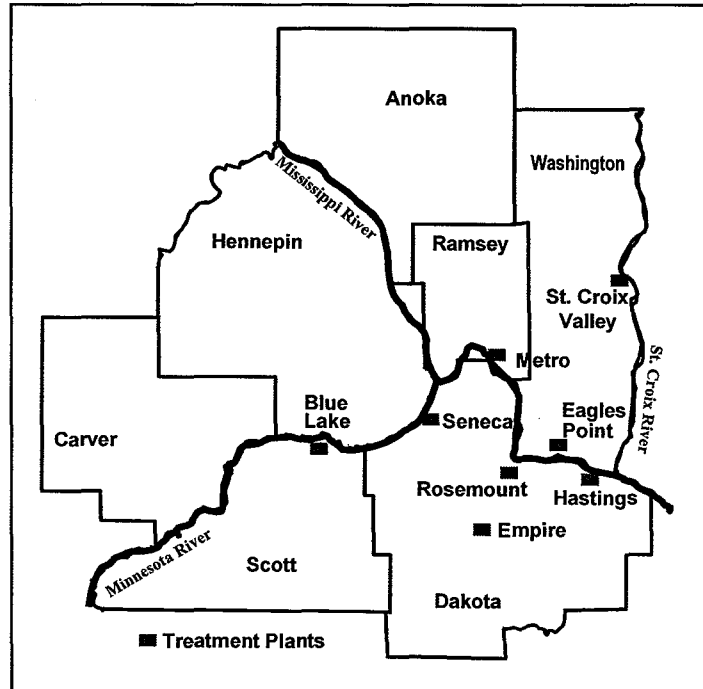 Anoka
Washington
Mississippi River
Hennepin
Ramsey
St. Croix
Valley
Metro
St. Croix River
Blue
Lake
Eagles
Point
Seneca
Carver
Rosemount
Hastings
Empire
Minnesota River
Scott
Dakota
Treatment Plants